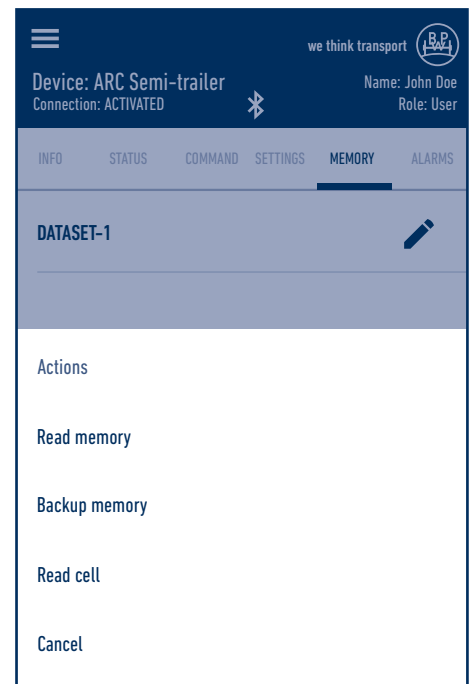 we think transport BPW
Device: ARC Semi-trailer
Name: John Doe
Connection: ACTIVATED
Role: User
INFO STATUS COMMAND SETTINGS MEMORY ALARMS
DATASET-1
Actions
Read memory
Backup memory
Read cell
Cancel